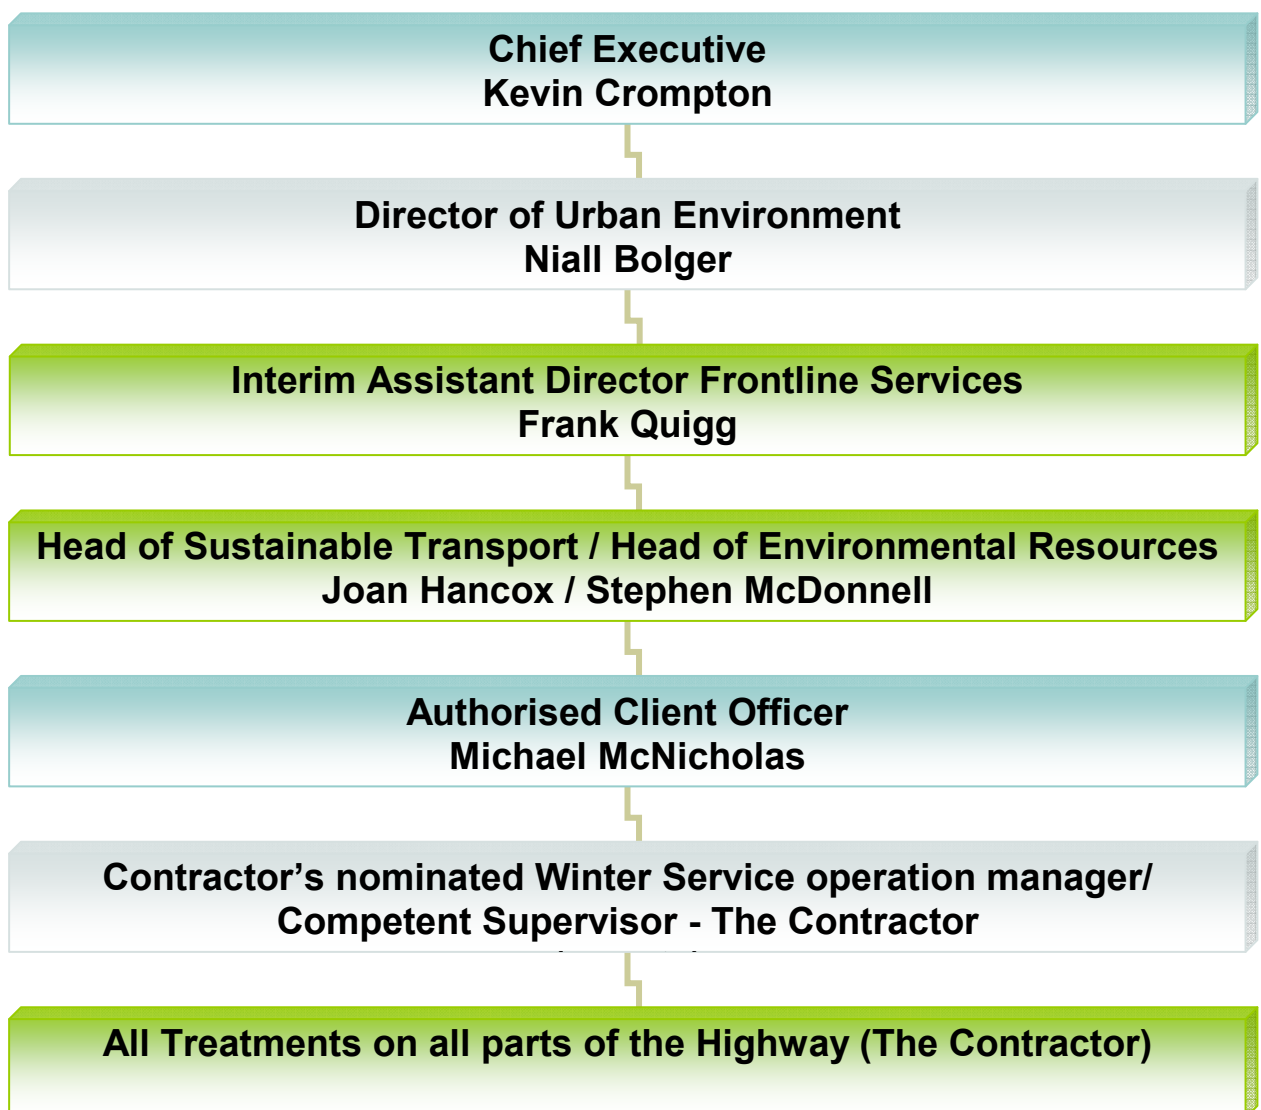 Chief Executive
Kevin Crompton
Director of Urban Environment
Niall Bolger
Interim Assistant Director Frontline Services
Frank Quigg
Head of Sustainable Transport / Head of Environmental Resources
Joan Hancox / Stephen McDonnell
Authorised Client Officer
Michael McNicholas
Contractor’s nominated Winter Service operation manager/
Competent Supervisor - The Contractor
All Treatments on all parts of the Highway (The Contractor)